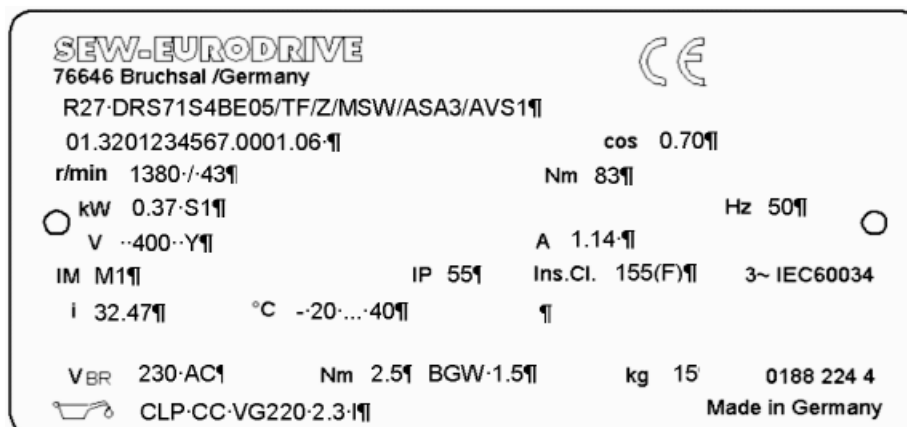 SEW-EURODRIVE CE
76646 Bruchsal /Germany
R27·DRS71S4BE05/TF/Z/MSW/ASA3/AVS1¶
01.3201234567.0001.06·¶ cos 0.70¶
r/min 1380·/·43¶ Nm 83¶
kW 0.37·S1¶ Hz 50¶
V ··400··Y¶ A 1.14·¶
IM M1¶ IP 55¶ Ins.Cl. 155(F)¶ 3~ IEC60034
i 32.47¶ °C -·20·...·40¶ ¶
VBR 230·AC¶ Nm 2.5¶ BGW·1.5¶ kg 15 0188 224 4
CLP·CC·VG220·2.3·l¶ Made in Germany